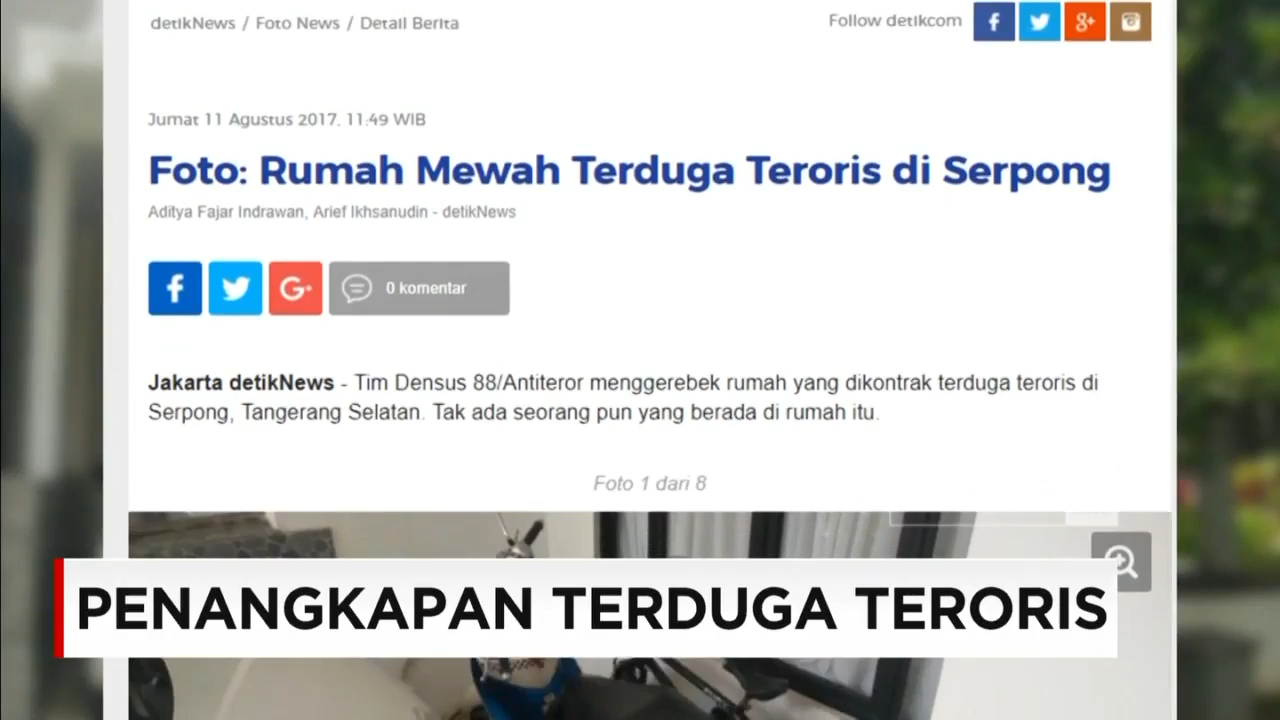 detikNews / Foto News / Detail Berita
Follow detikcom
Jumat 11 Agustus 2017, 11:49 WIB
Foto: Rumah Mewah Terduga Teroris di Serpong
Aditya Fajar Indrawan, Arief Ikhsanudin - detikNews
0 komentar
Jakarta detikNews - Tim Densus 88/Antiteror menggerebek rumah yang dikontrak terduga teroris di
Serpong, Tangerang Selatan. Tak ada seorang pun yang berada di rumah itu.
Foto 1 dari 8
PENANGKAPAN TERDUGA TERORIS